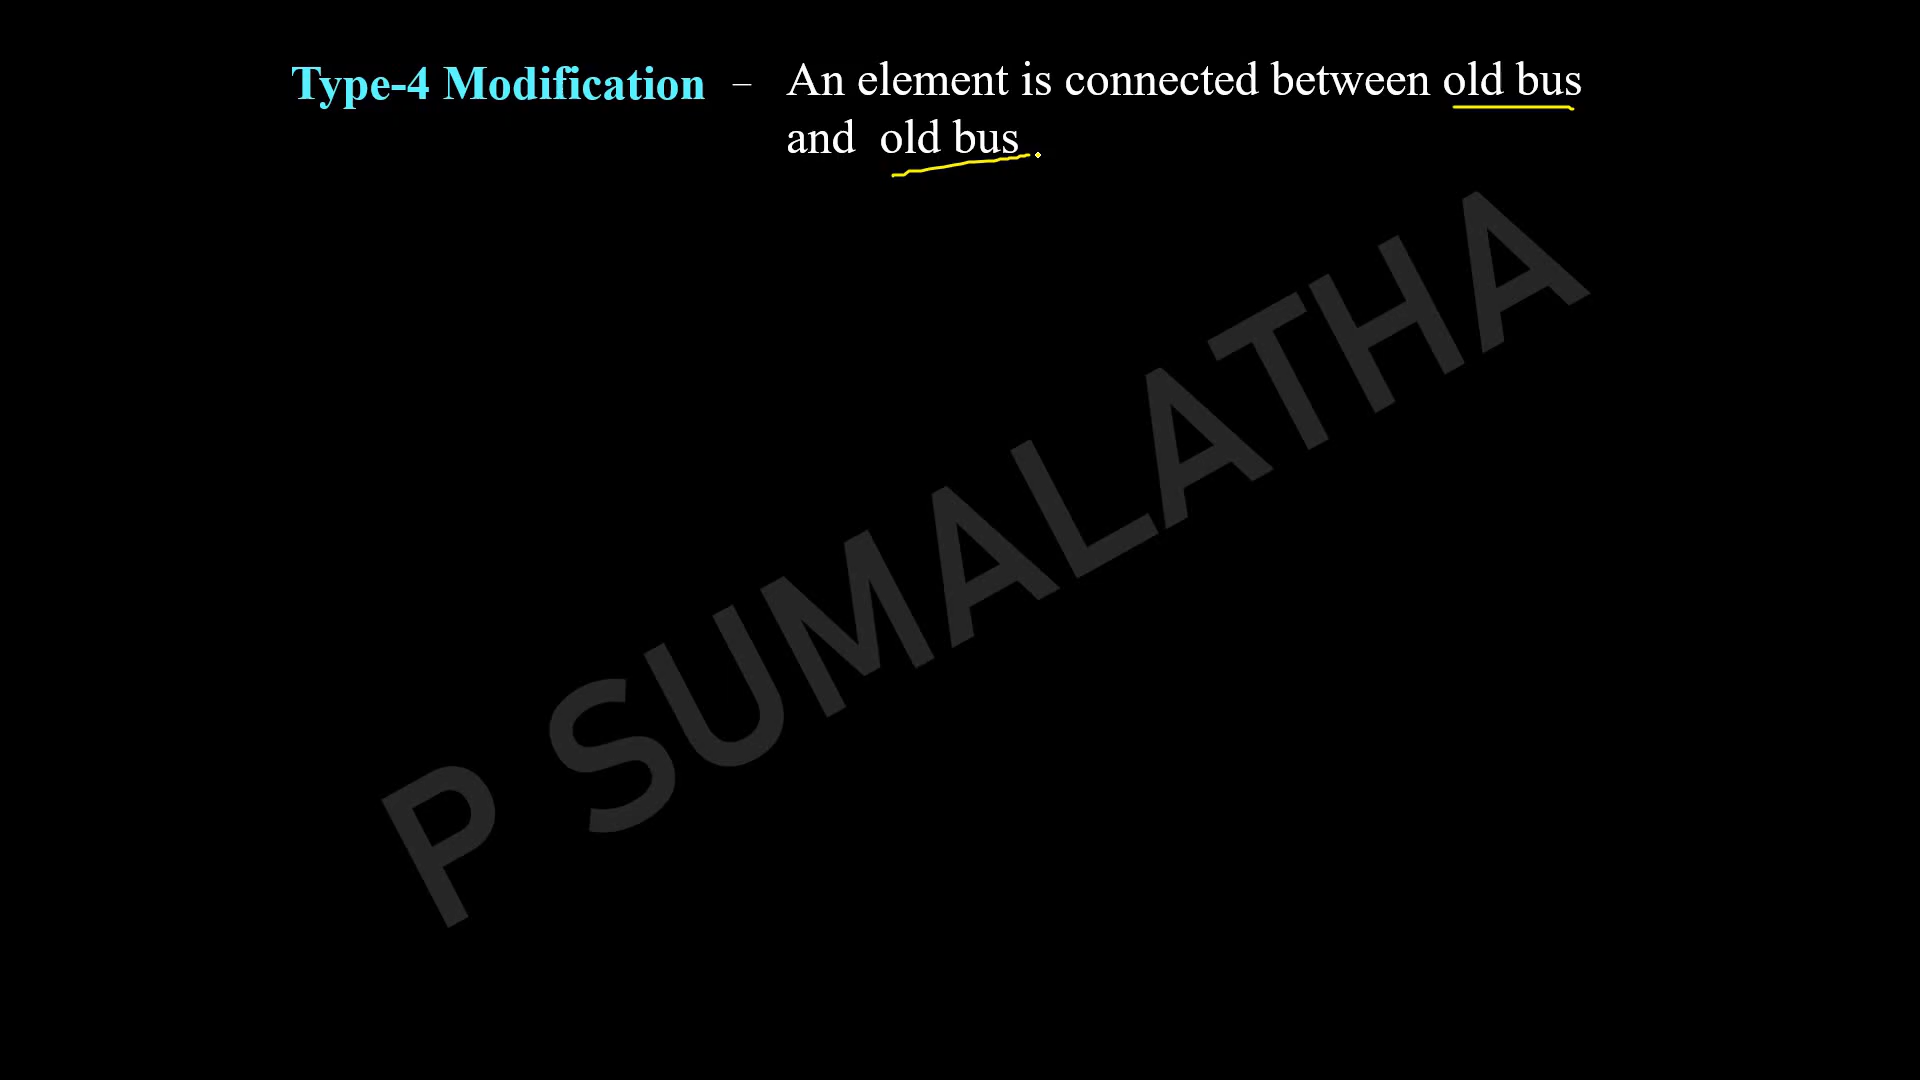 Type-4 Modification – An element is connected between old bus
and old bus .
P SUMALATHA